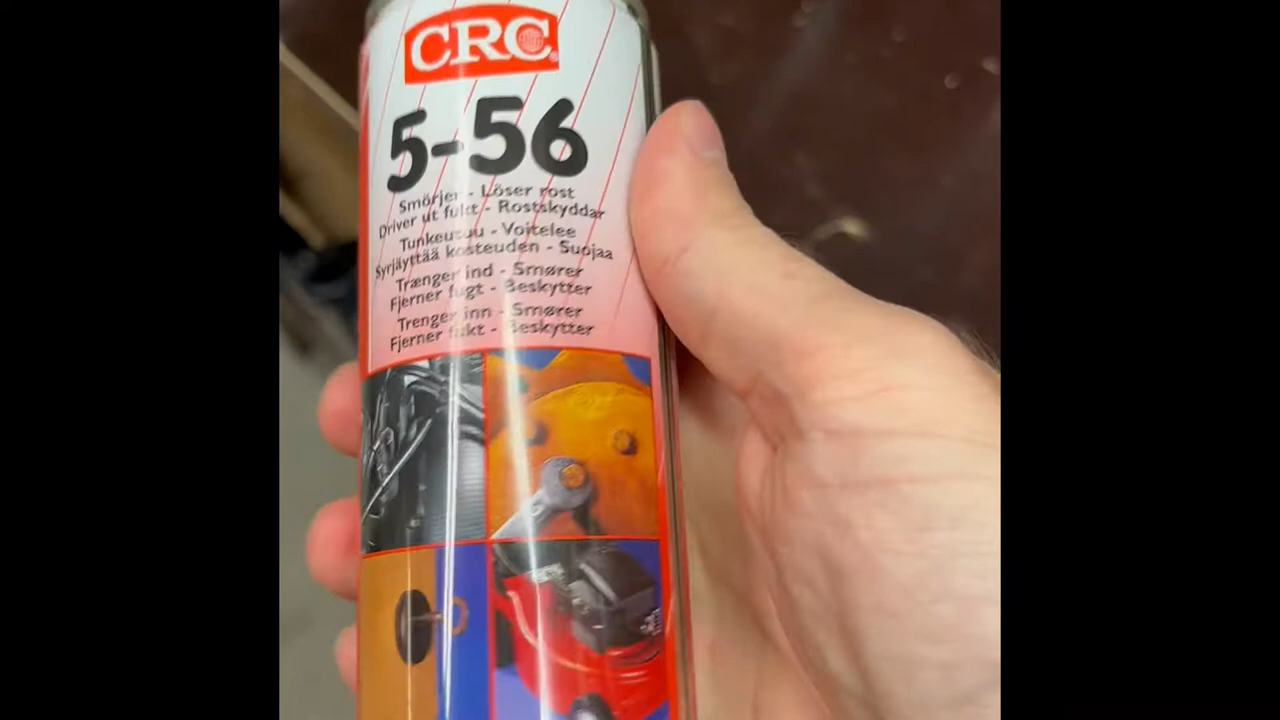 CRC
5-56
Smörjer - Löser rost
Driver ut fukt - Rostskyddar
Tunkeutuu - Voitelee
Syrjäyttää kosteuden - Suojaa
Trænger ind - Smører
Fjerner fugt - Beskytter
Trenger inn - Smører
Fjerner fukt - Beskytter